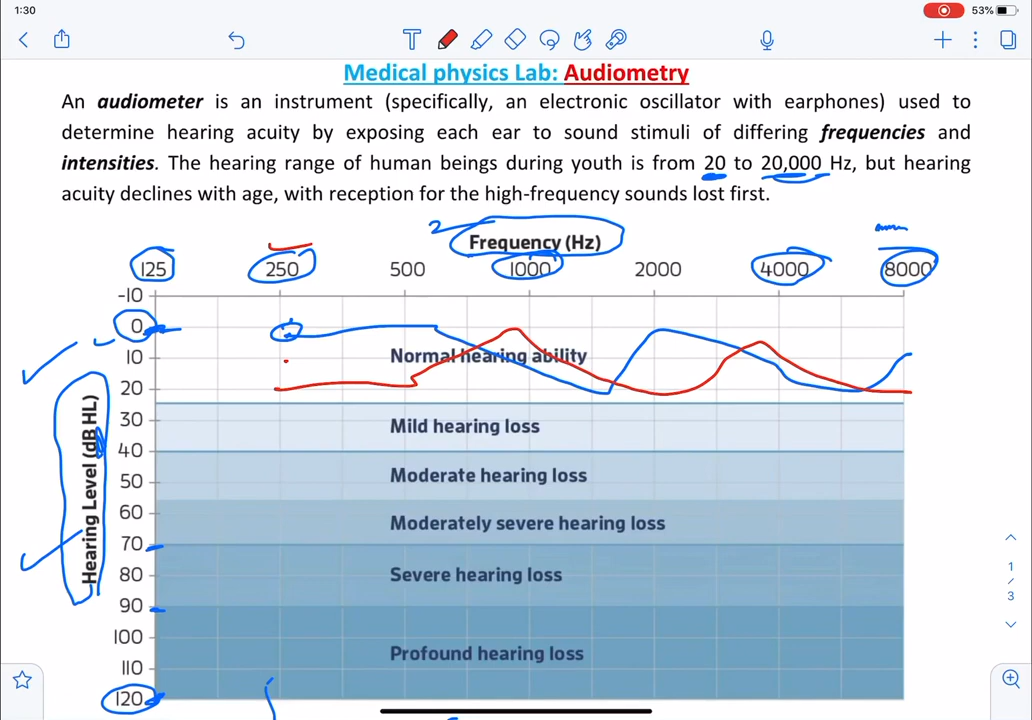 1:30
53%
Medical physics Lab: Audiometry
An audiometer is an instrument (specifically, an electronic oscillator with earphones) used to
determine hearing acuity by exposing each ear to sound stimuli of differing frequencies and
intensities. The hearing range of human beings during youth is from 20 to 20,000 Hz, but hearing
acuity declines with age, with reception for the high-frequency sounds lost first.
2
Frequency (Hz)
125 250 500 1000 2000 4000 8000
Hearing Level (dB HL)
-10
0
10
Normal hearing ability
20
30
Mild hearing loss
40
50
Moderate hearing loss
60
Moderately severe hearing loss
70
80
Severe hearing loss
90
100
110
Profound hearing loss
120
1
/
3